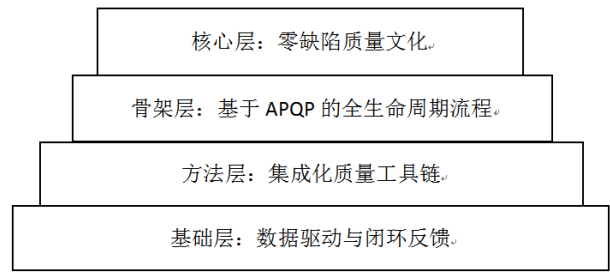 核心层：零缺陷质量文化
骨架层：基于 APQP 的全生命周期流程
方法层：集成化质量工具链
基础层：数据驱动与闭环反馈